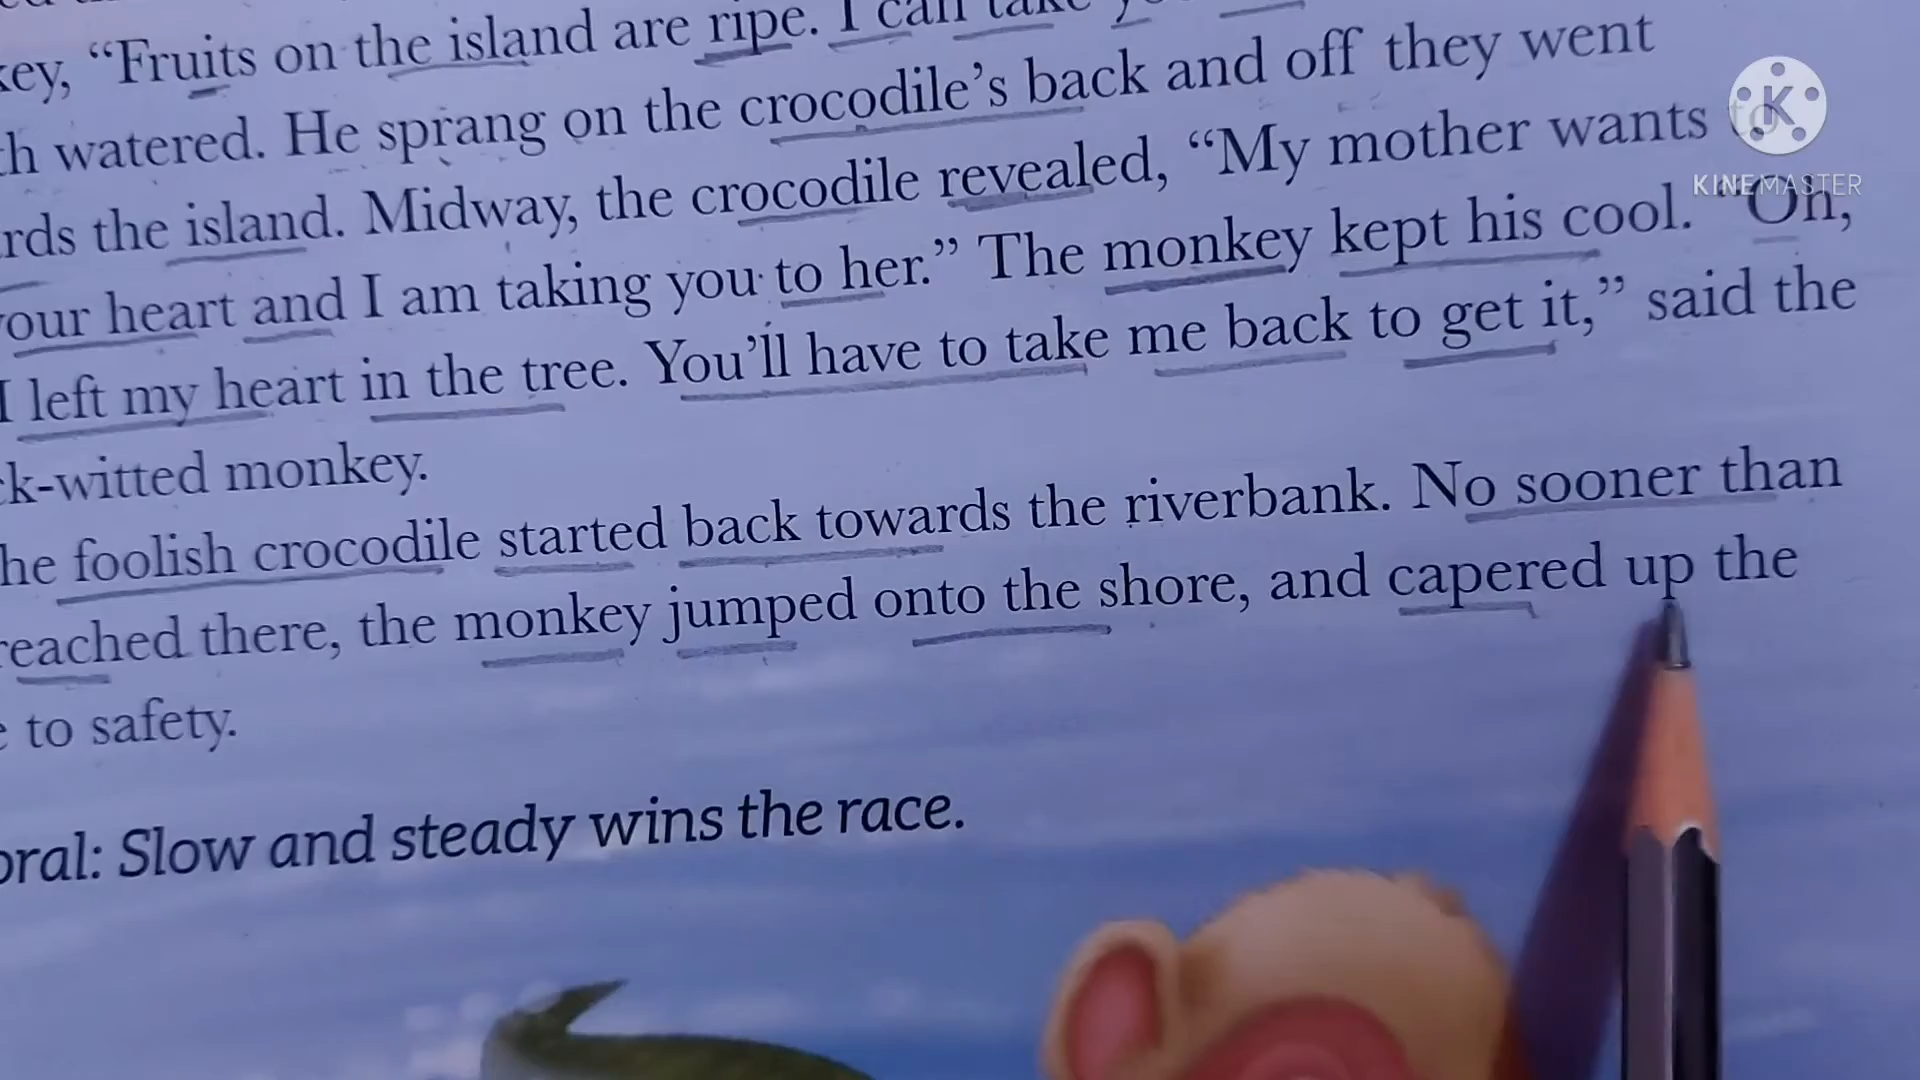 key, “Fruits on the island are ripe. I can take
ch watered. He sprang on the crocodile’s back and off they went
rds the island. Midway, the crocodile revealed, “My mother wants to
our heart and I am taking you to her.” The monkey kept his cool. “Oh,
I left my heart in the tree. You’ll have to take me back to get it,” said the
ck-witted monkey.
he foolish crocodile started back towards the riverbank. No sooner than
reached there, the monkey jumped onto the shore, and capered up the
e to safety.
oral: Slow and steady wins the race.
K
KINEMASTER